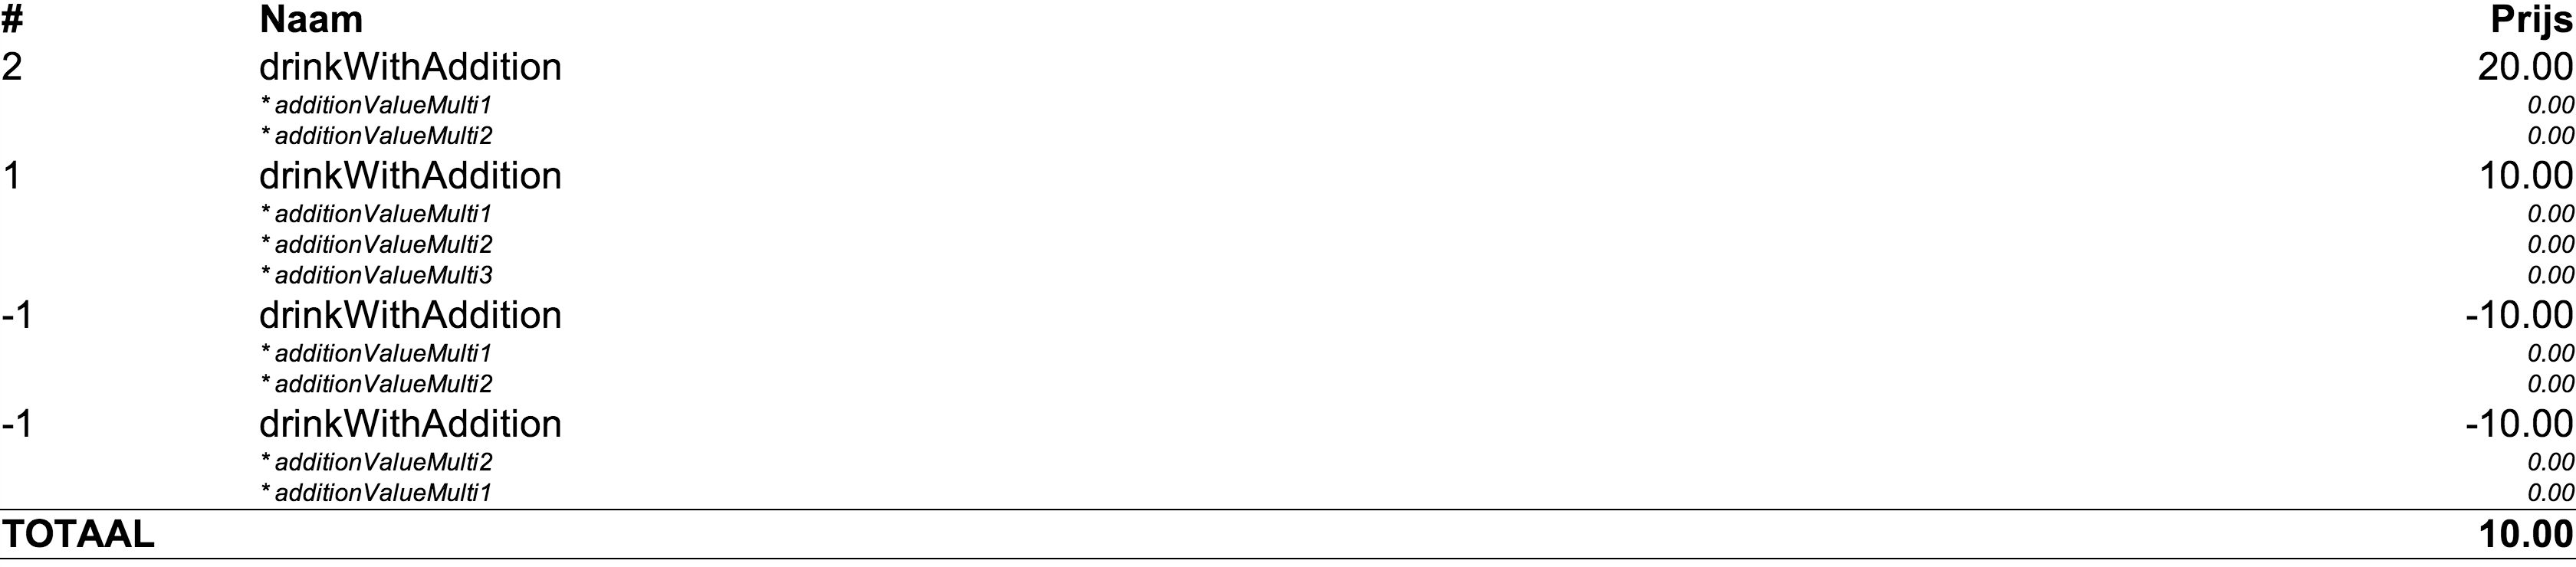 # Naam Prijs
2 drinkWithAddition 20.00
* additionValueMulti1 0.00
* additionValueMulti2 0.00
1 drinkWithAddition 10.00
* additionValueMulti1 0.00
* additionValueMulti2 0.00
* additionValueMulti3 0.00
-1 drinkWithAddition -10.00
* additionValueMulti1 0.00
* additionValueMulti2 0.00
-1 drinkWithAddition -10.00
* additionValueMulti2 0.00
* additionValueMulti1 0.00
TOTAAL 10.00